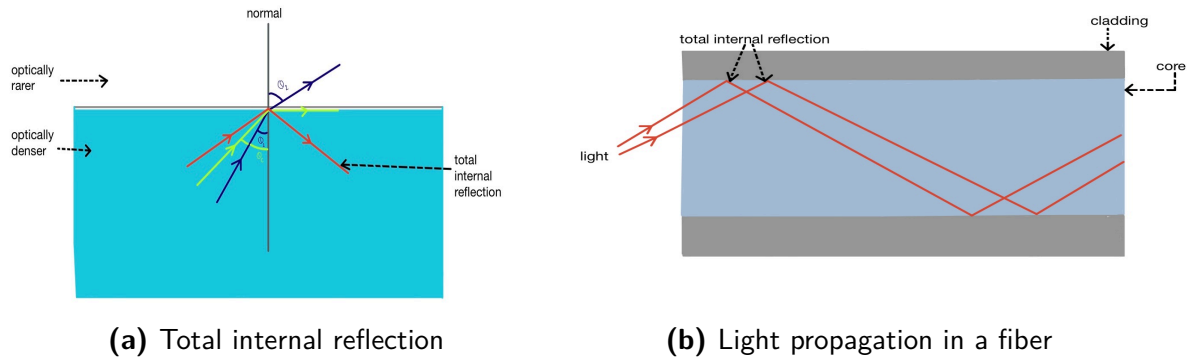 normal
optically
rarer
θ₂
optically
denser
total
internal
reflection
(a) Total internal reflection
cladding
total internal reflection
core
light
(b) Light propagation in a fiber